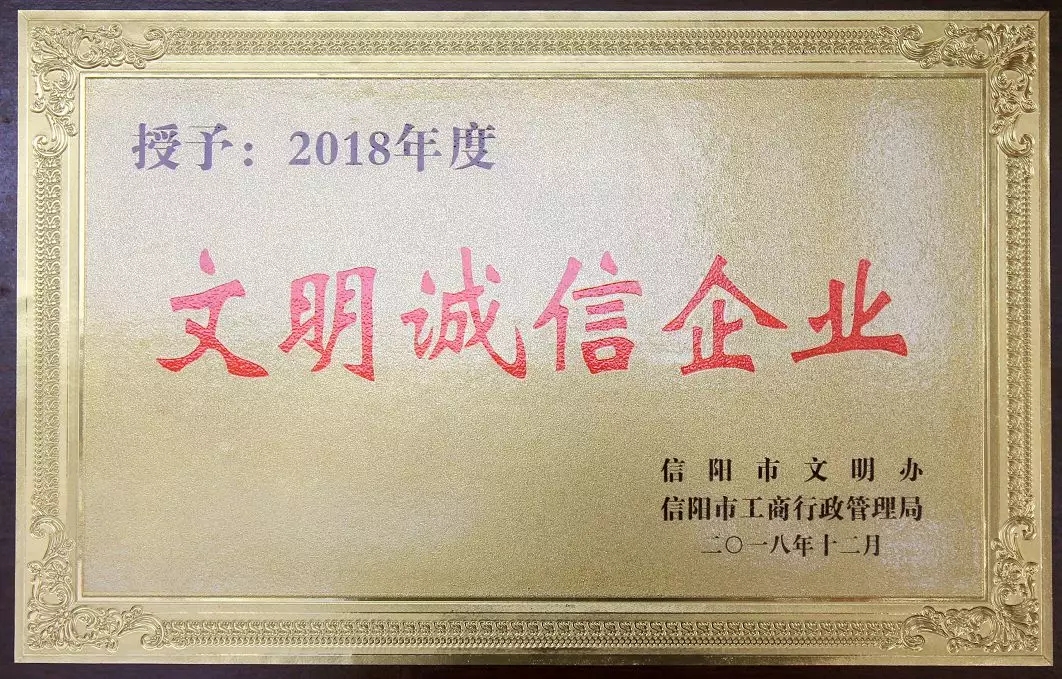 授予：2018年度
文明诚信企业
信阳市文明办
信阳市工商行政管理局
二〇一八年十二月